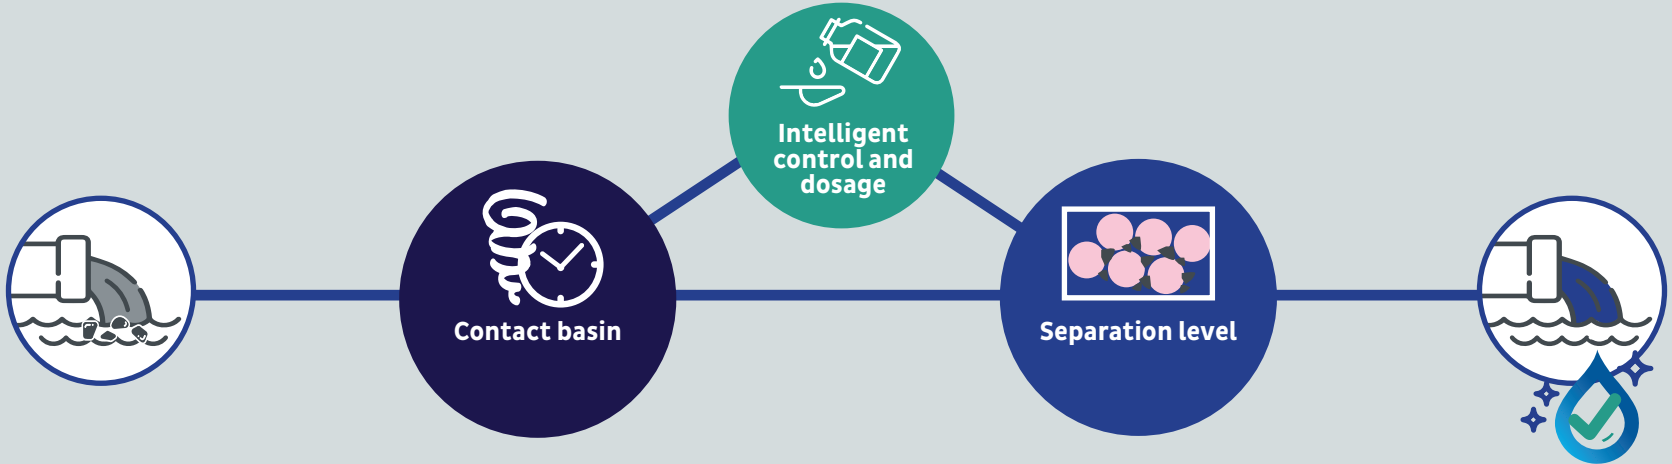 Intelligent
control and
dosage
Contact basin
Separation level